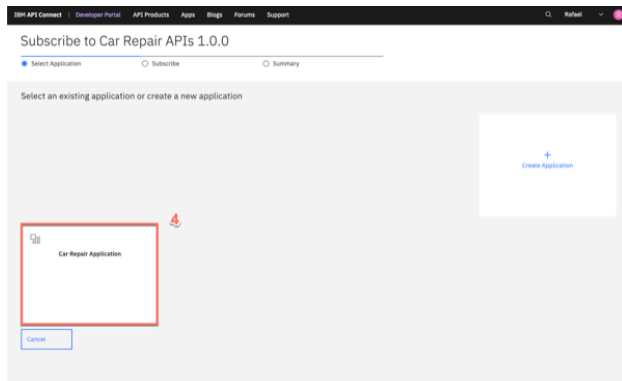 IBM API Connect | Developer Portal API Products Apps Blogs Forums Support Rafael
Subscribe to Car Repair APIs 1.0.0
Select Application Subscribe Summary
Select an existing application or create a new application
+
Create Application
4
Car Repair Application
Cancel